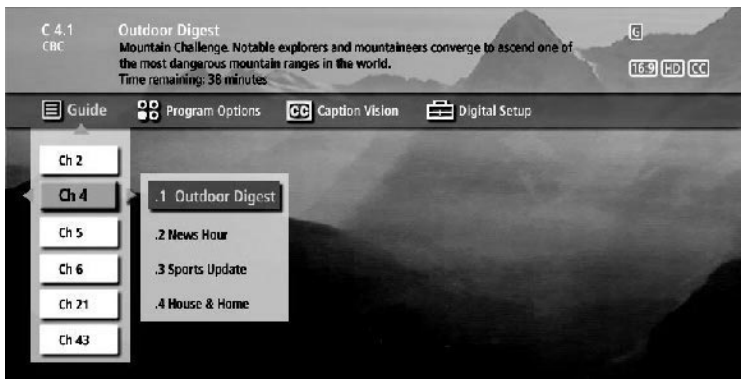 C 4.1 Outdoor Digest G
CBC Mountain Challenge. Notable explorers and mountaineers converge to ascend one of
the most dangerous mountain ranges in the world. 16:9 HD CC
Time remaining: 38 minutes
Guide Program Options CC Caption Vision Digital Setup
Ch 2
Ch 4 .1 Outdoor Digest
Ch 5 .2 News Hour
Ch 6 .3 Sports Update
Ch 21 .4 House & Home
Ch 43